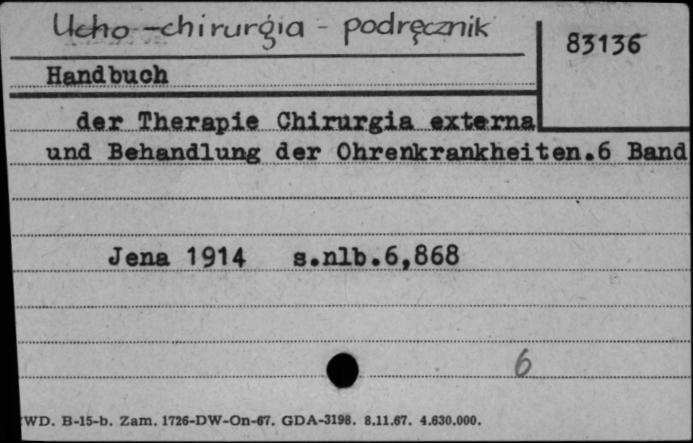 Ucho - chirurgia - podręcznik
83136
Handbuch
der Therapie Chirurgia externa
und Behandlung der Ohrenkrankheiten.6 Band
Jena 1914 s.nlb.6,868
6
WD. B-15-b. Zam. 1726-DW-On-67. GDA-3198. 8.11.67. 4.630.000.